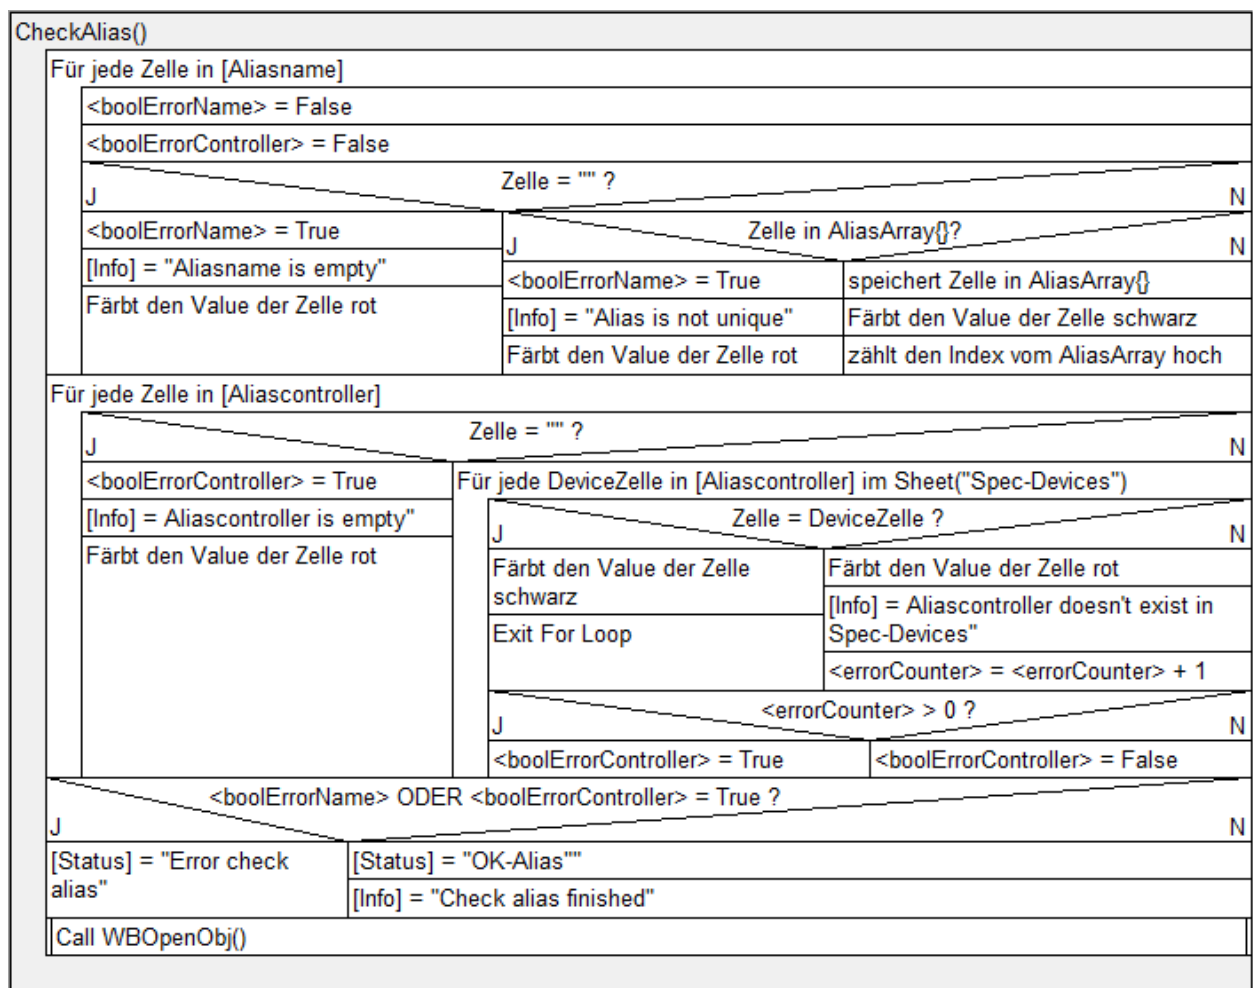 CheckAlias()
Für jede Zelle in [Aliasname]
<boolErrorName> = False
<boolErrorController> = False
Zelle = "" ?
J
N
<boolErrorName> = True
[Info] = "Aliasname is empty"
Färbt den Value der Zelle rot
Zelle in AliasArray{}?
J
N
<boolErrorName> = True
[Info] = "Alias is not unique"
Färbt den Value der Zelle rot
speichert Zelle in AliasArray{}
Färbt den Value der Zelle schwarz
zählt den Index vom AliasArray hoch
Für jede Zelle in [Aliascontroller]
Zelle = "" ?
J
N
<boolErrorController> = True
[Info] = Aliascontroller is empty"
Färbt den Value der Zelle rot
Für jede DeviceZelle in [Aliascontroller] im Sheet("Spec-Devices")
Zelle = DeviceZelle ?
J
N
Färbt den Value der Zelle
schwarz
Exit For Loop
Färbt den Value der Zelle rot
[Info] = Aliascontroller doesn't exist in
Spec-Devices"
<errorCounter> = <errorCounter> + 1
<errorCounter> > 0 ?
J
N
<boolErrorController> = True
<boolErrorController> = False
<boolErrorName> ODER <boolErrorController> = True ?
J
N
[Status] = "Error check
alias"
[Status] = "OK-Alias""
[Info] = "Check alias finished"
Call WBOpenObj()